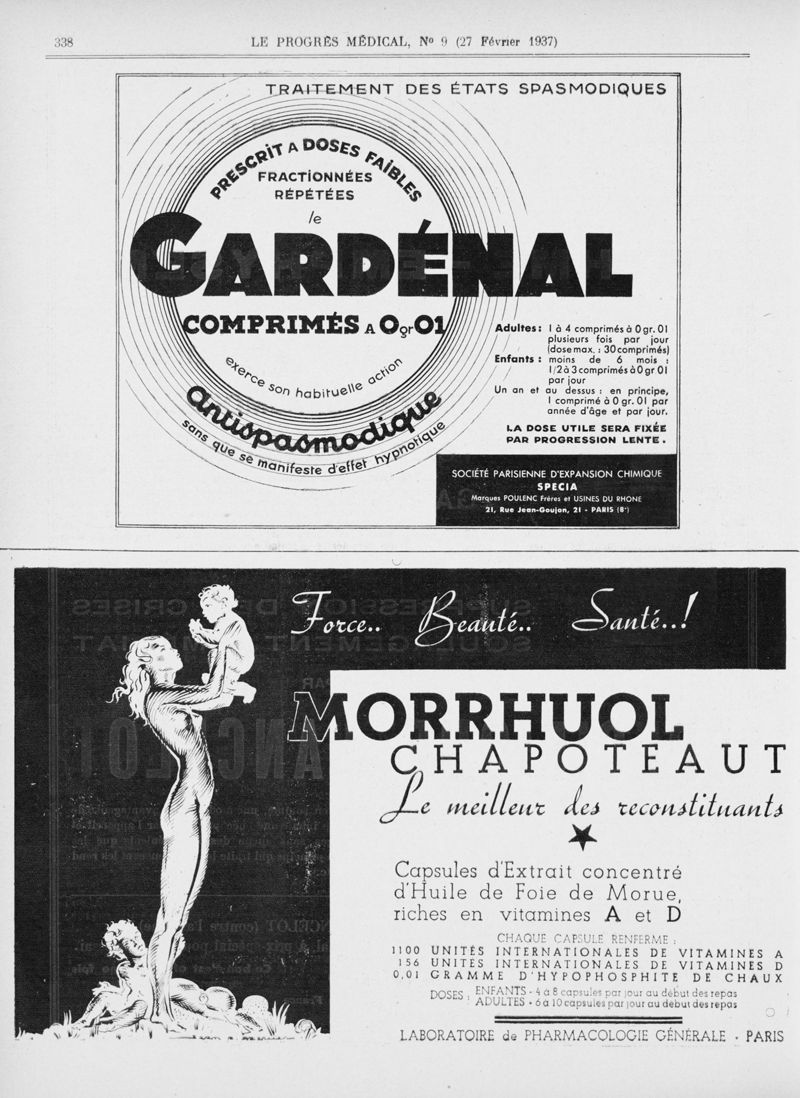 338
LE PROGRÈS MÉDICAL, No 9 (27 Février 1937)
TRAITEMENT DES ÉTATS SPASMODIQUES
PRESCRIT A DOSES FAIBLES
FRACTIONNÉES
RÉPÉTÉES
le
GARDÉNAL
COMPRIMÉS A 0gr01
exerce son habituelle action
antispasmodique
sans que se manifeste d'effet hypnotique
Adultes : 1 à 4 comprimés à 0 gr. 01
plusieurs fois par jour
(dose max. : 30 comprimés)
Enfants : moins de 6 mois :
1/2 à 3 comprimés à 0 gr 01
par jour
Un an et au dessus : en principe,
1 comprimé à 0 gr. 01 par
année d'âge et par jour.
LA DOSE UTILE SERA FIXÉE
PAR PROGRESSION LENTE.
SOCIÉTÉ PARISIENNE D'EXPANSION CHIMIQUE
SPECIA
Marques POULENC Frères et USINES DU RHONE
21, Rue Jean-Goujon, 21 - PARIS (8e)
Force.. Beauté.. Santé..!
MORRHUOL
CHAPOTEAUT
Le meilleur des reconstituants
Capsules d'Extrait concentré
d'Huile de Foie de Morue,
riches en vitamines A et D
CHAQUE CAPSULE RENFERME :
1100 UNITÉS INTERNATIONALES DE VITAMINES A
156 UNITES INTERNATIONALES DE VITAMINES D
0,01 GRAMME D'HYPOPHOSPHITE DE CHAUX
DOSES : ENFANTS - 4 à 8 capsules par jour au début des repas
ADULTES - 6 à 10 capsules par jour au début des repas
LABORATOIRE de PHARMACOLOGIE GÉNÉRALE - PARIS